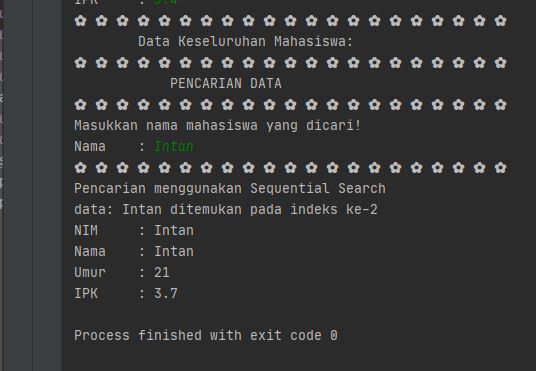 IPK : 3.4
✿ ✿ ✿ ✿ ✿ ✿ ✿ ✿ ✿ ✿ ✿ ✿ ✿ ✿ ✿ ✿ ✿ ✿ ✿ ✿ ✿
Data Keseluruhan Mahasiswa:
✿ ✿ ✿ ✿ ✿ ✿ ✿ ✿ ✿ ✿ ✿ ✿ ✿ ✿ ✿ ✿ ✿ ✿ ✿ ✿ ✿
PENCARIAN DATA
✿ ✿ ✿ ✿ ✿ ✿ ✿ ✿ ✿ ✿ ✿ ✿ ✿ ✿ ✿ ✿ ✿ ✿ ✿ ✿ ✿
Masukkan nama mahasiswa yang dicari!
Nama : Intan
✿ ✿ ✿ ✿ ✿ ✿ ✿ ✿ ✿ ✿ ✿ ✿ ✿ ✿ ✿ ✿ ✿ ✿ ✿ ✿ ✿
Pencarian menggunakan Sequential Search
data: Intan ditemukan pada indeks ke-2
NIM : Intan
Nama : Intan
Umur : 21
IPK : 3.7
Process finished with exit code 0